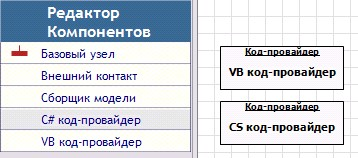 Редактор
Компонентов
Базовый узел
Внешний контакт
Сборщик модели
C# код-провайдер
VB код-провайдер
Код-провайдер
VB код-провайдер
Код-провайдер
CS код-провайдер